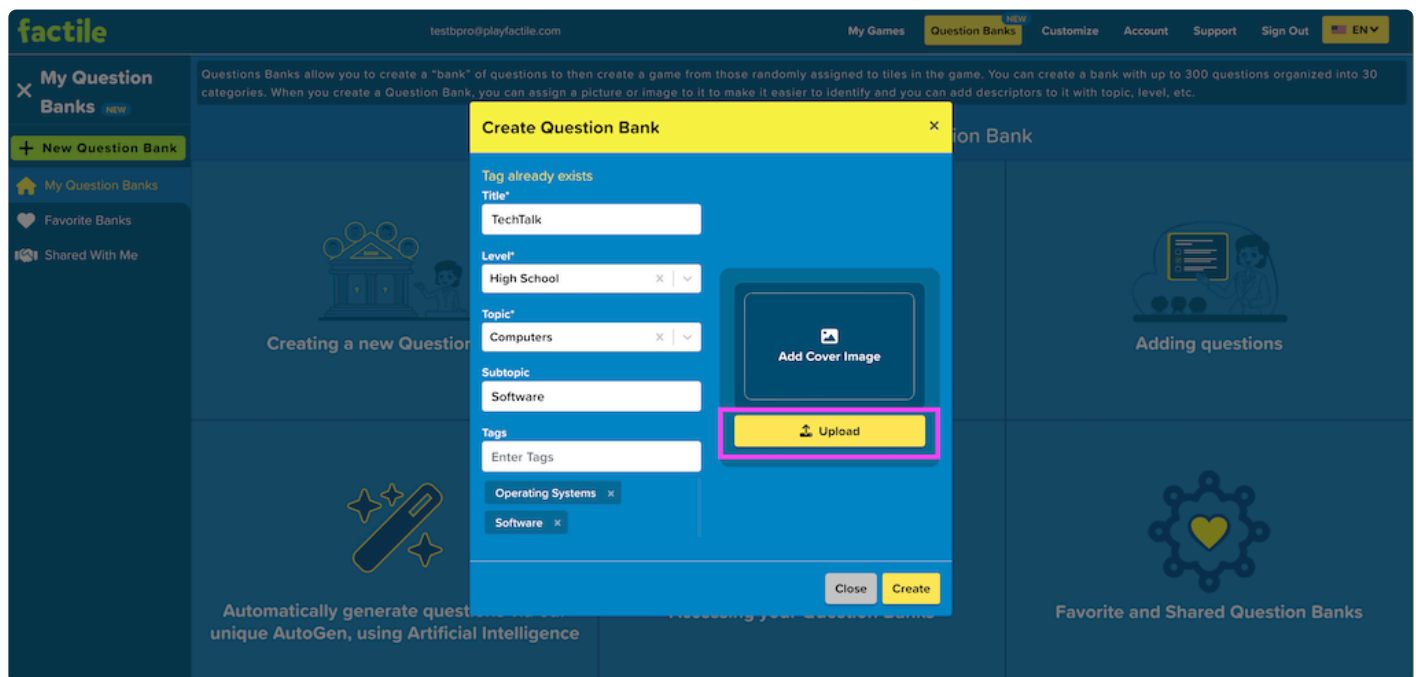 factile
testbpro@playfactile.com
My Games
Question Banks
NEW
Customize
Account
Support
Sign Out
EN
My Question
Banks NEW
New Question Bank
My Question Banks
Favorite Banks
Shared With Me
Questions Banks allow you to create a "bank" of questions to then create a game from those randomly assigned to tiles in the game. You can create a bank with up to 300 questions organized into 30
categories. When you create a Question Bank, you can assign a picture or image to it to make it easier to identify and you can add descriptors to it with topic, level, etc.
ion Bank
Creating a new Question
Adding questions
Automatically generate quest
unique AutoGen, using Artificial Intelligence
Favorite and Shared Question Banks
Create Question Bank
×
Tag already exists
Title*
TechTalk
Level*
High School
Topic*
Computers
Subtopic
Software
Tags
Enter Tags
Operating Systems ×
Software ×
Add Cover Image
Upload
Close
Create